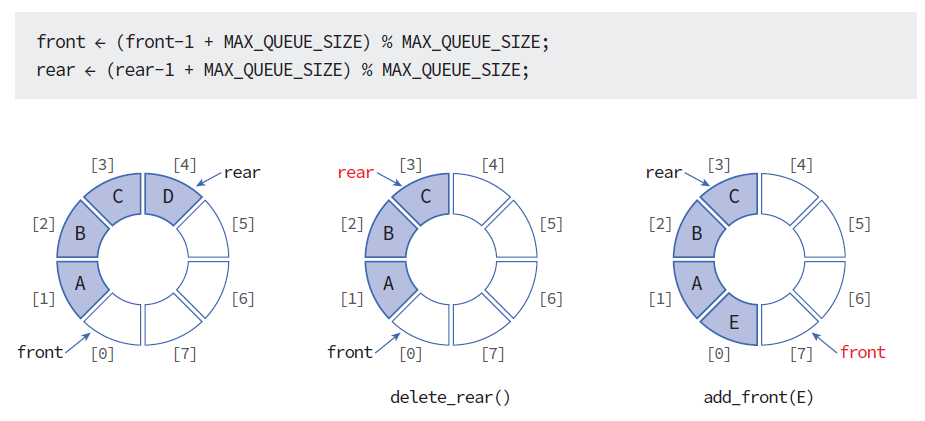 front ← (front-1 + MAX_QUEUE_SIZE) % MAX_QUEUE_SIZE;
rear ← (rear-1 + MAX_QUEUE_SIZE) % MAX_QUEUE_SIZE;
[3] [4] rear
C D
[2] B [5]
A
[1] [6]
front [0] [7]
rear [3] [4]
C
[2] B [5]
A
[1] [6]
front [0] [7]
delete_rear()
rear [3] [4]
C
[2] B [5]
A
[1] [6]
E
[0] [7] front
add_front(E)